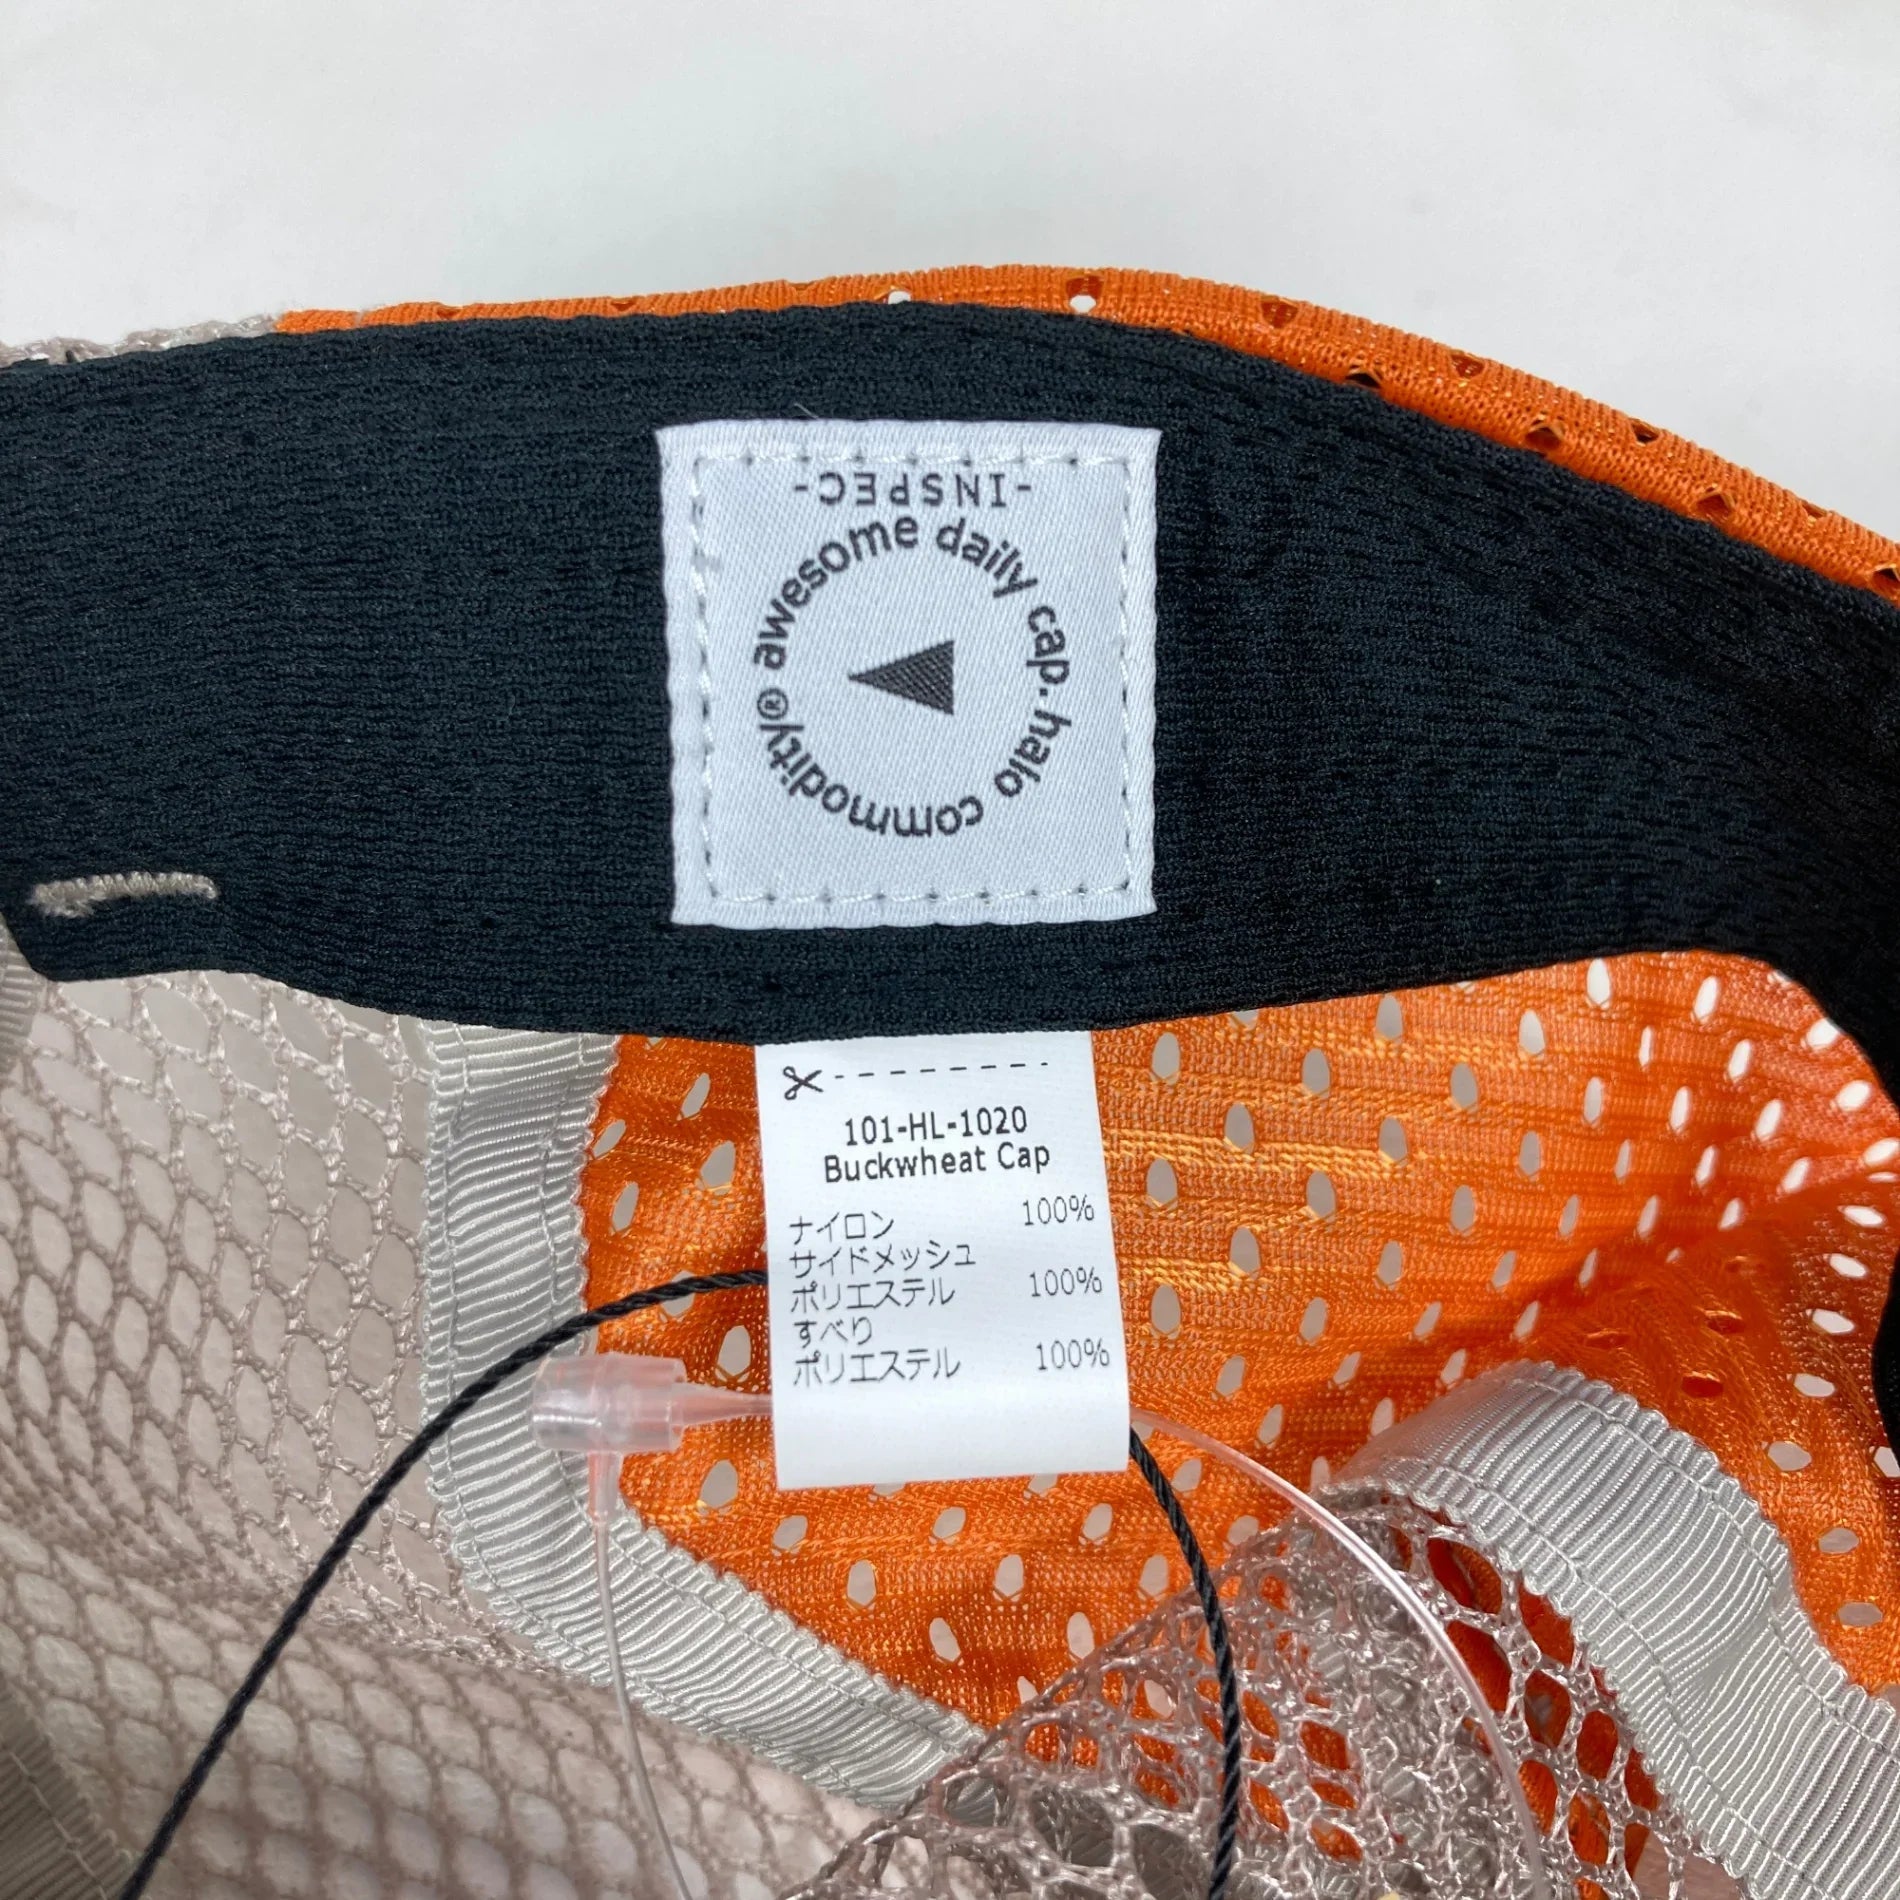 -INSPEC-
awesome daily cap. halo commodity®
101-HL-1020
Buckwheat Cap
ナイロン 100%
サイドメッシュ
ポリエステル 100%
すべり
ポリエステル 100%